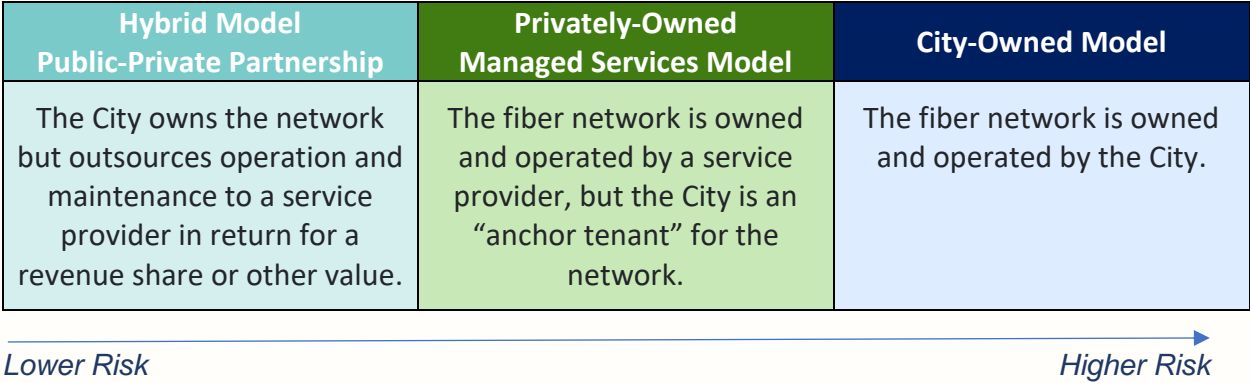 Hybrid Model
Public-Private Partnership
Privately-Owned
Managed Services Model
City-Owned Model
The City owns the network
but outsources operation and
maintenance to a service
provider in return for a
revenue share or other value.
The fiber network is owned
and operated by a service
provider, but the City is an
“anchor tenant” for the
network.
The fiber network is owned
and operated by the City.
Lower Risk
Higher Risk